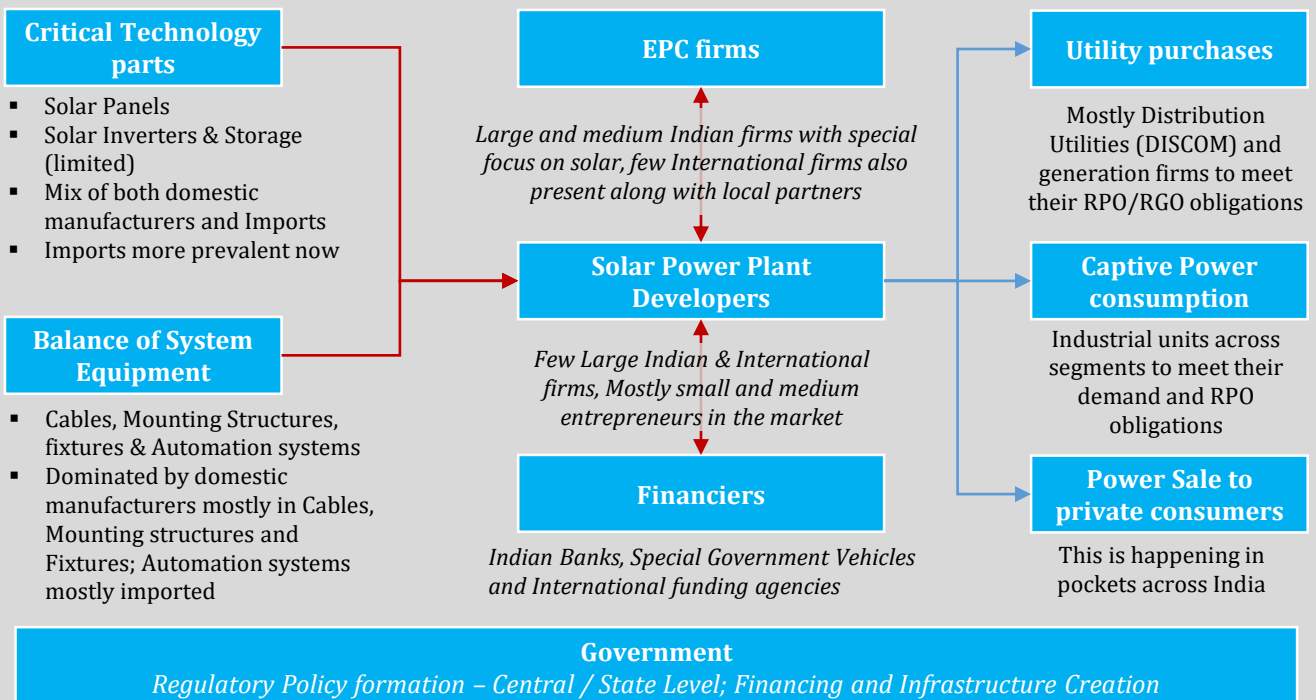 Critical Technology
parts
▪ Solar Panels
▪ Solar Inverters & Storage
(limited)
▪ Mix of both domestic
manufacturers and Imports
▪ Imports more prevalent now
Balance of System
Equipment
▪ Cables, Mounting Structures,
fixtures & Automation systems
▪ Dominated by domestic
manufacturers mostly in Cables,
Mounting structures and
Fixtures; Automation systems
mostly imported
EPC firms
Large and medium Indian firms with special
focus on solar, few International firms also
present along with local partners
Solar Power Plant
Developers
Few Large Indian & International
firms, Mostly small and medium
entrepreneurs in the market
Financiers
Indian Banks, Special Government Vehicles
and International funding agencies
Utility purchases
Mostly Distribution
Utilities (DISCOM) and
generation firms to meet
their RPO/RGO obligations
Captive Power
consumption
Industrial units across
segments to meet their
demand and RPO
obligations
Power Sale to
private consumers
This is happening in
pockets across India
Government
Regulatory Policy formation – Central / State Level; Financing and Infrastructure Creation